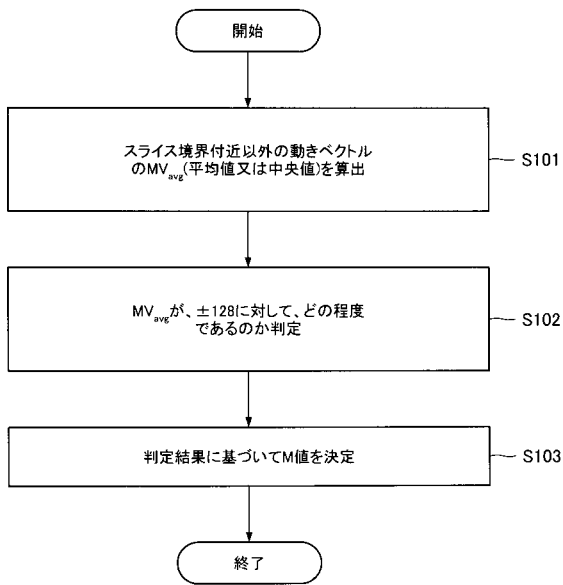 開始
スライス境界付近以外の動きベクトル
のMVavg(平均値又は中央値)を算出
S101
MVavgが、±128に対して、どの程度
であるのか判定
S102
判定結果に基づいてM値を決定
S103
終了